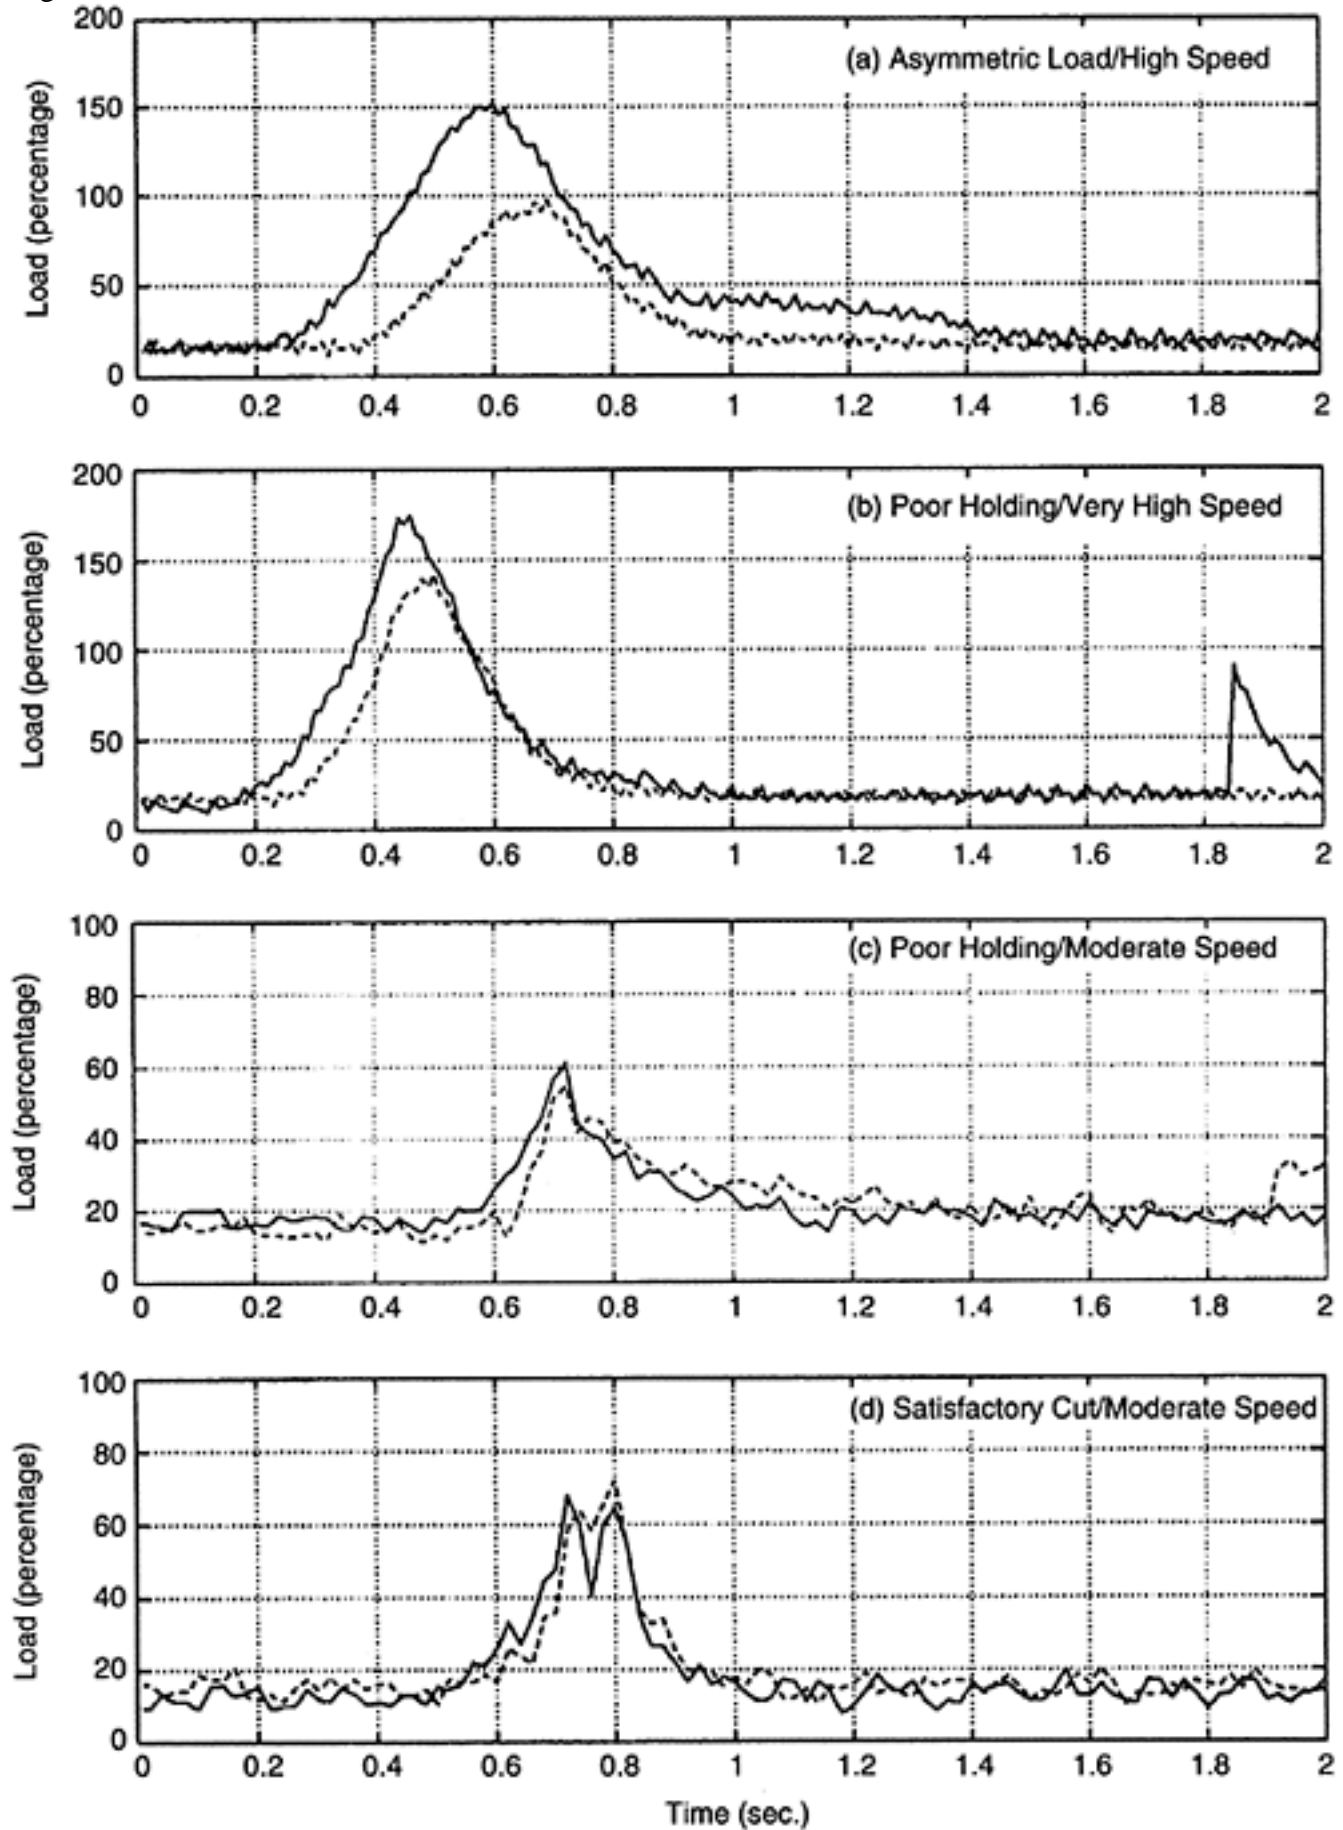 200
(a) Asymmetric Load/High Speed
150
100
50
0
Load (percentage)
0 0.2 0.4 0.6 0.8 1 1.2 1.4 1.6 1.8 2
200
(b) Poor Holding/Very High Speed
150
100
50
0
Load (percentage)
0 0.2 0.4 0.6 0.8 1 1.2 1.4 1.6 1.8 2
100
(c) Poor Holding/Moderate Speed
80
60
40
20
0
Load (percentage)
0 0.2 0.4 0.6 0.8 1 1.2 1.4 1.6 1.8 2
100
(d) Satisfactory Cut/Moderate Speed
80
60
40
20
0
Load (percentage)
0 0.2 0.4 0.6 0.8 1 1.2 1.4 1.6 1.8 2
Time (sec.)